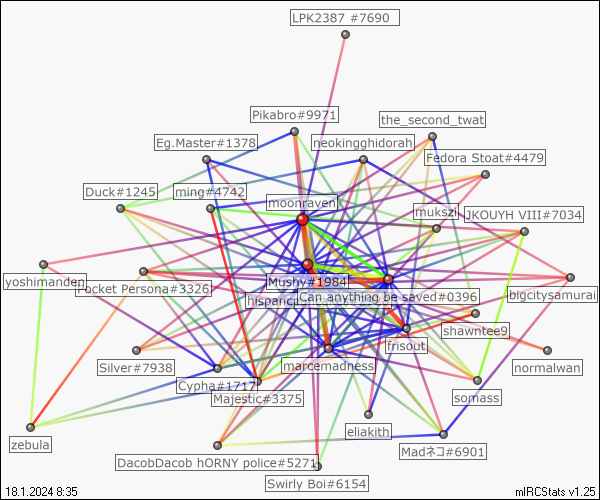 LPK2387 #7690
Pikabro#9971
the_second_twat
Eg.Master#1378
neokingghidorah
Fedora Stoat#4479
Duck#1245
ming#4742
moonraven
mukszi
JKOUYH VIII#7034
yoshimanden
Pocket Persona#3326
Mushy#1984
hispanca
Can anything be saved#0396
bigcitysamurai
shawntee9
frisout
Silver#7938
Cypha#1717
marcemadness
normalwan
Majestic#3375
somass
zebula
eliakith
DacobDacob hORNY police#5271
Madネコ#6901
Swirly Boi#6154
18.1.2024 8:35
mIRCStats v1.25